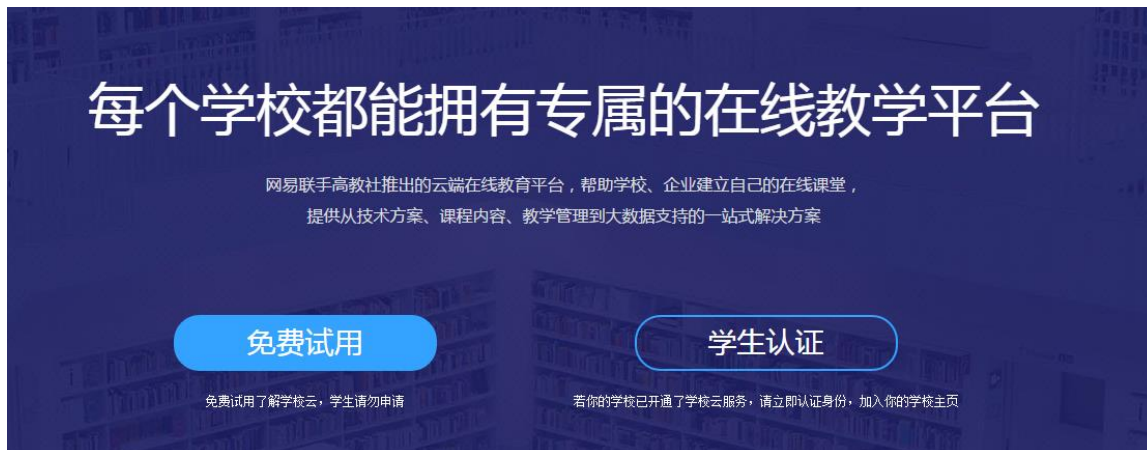 每个学校都能拥有专属的在线教学平台
网易联手高教社推出的云端在线教育平台，帮助学校、企业建立自己的在线课堂，
提供从技术方案、课程内容、教学管理到大数据支持的一站式解决方案
免费试用
学生认证
免费试用了解学校云，学生请勿申请
若你的学校已开通了学校云服务，请立即认证身份，加入你的学校主页